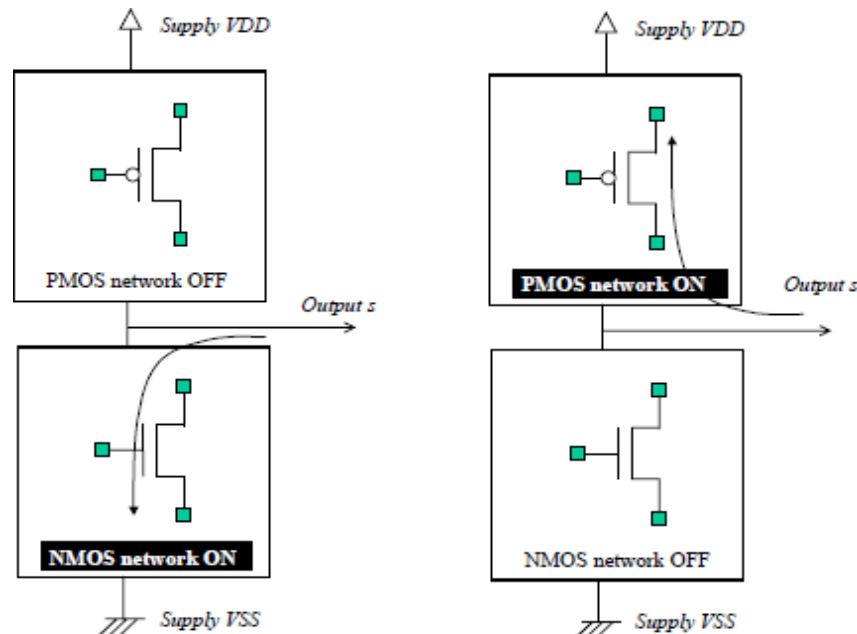 Supply VDD
PMOS network OFF
Output s
NMOS network ON
Supply VSS
Supply VDD
PMOS network ON
Output s
NMOS network OFF
Supply VSS